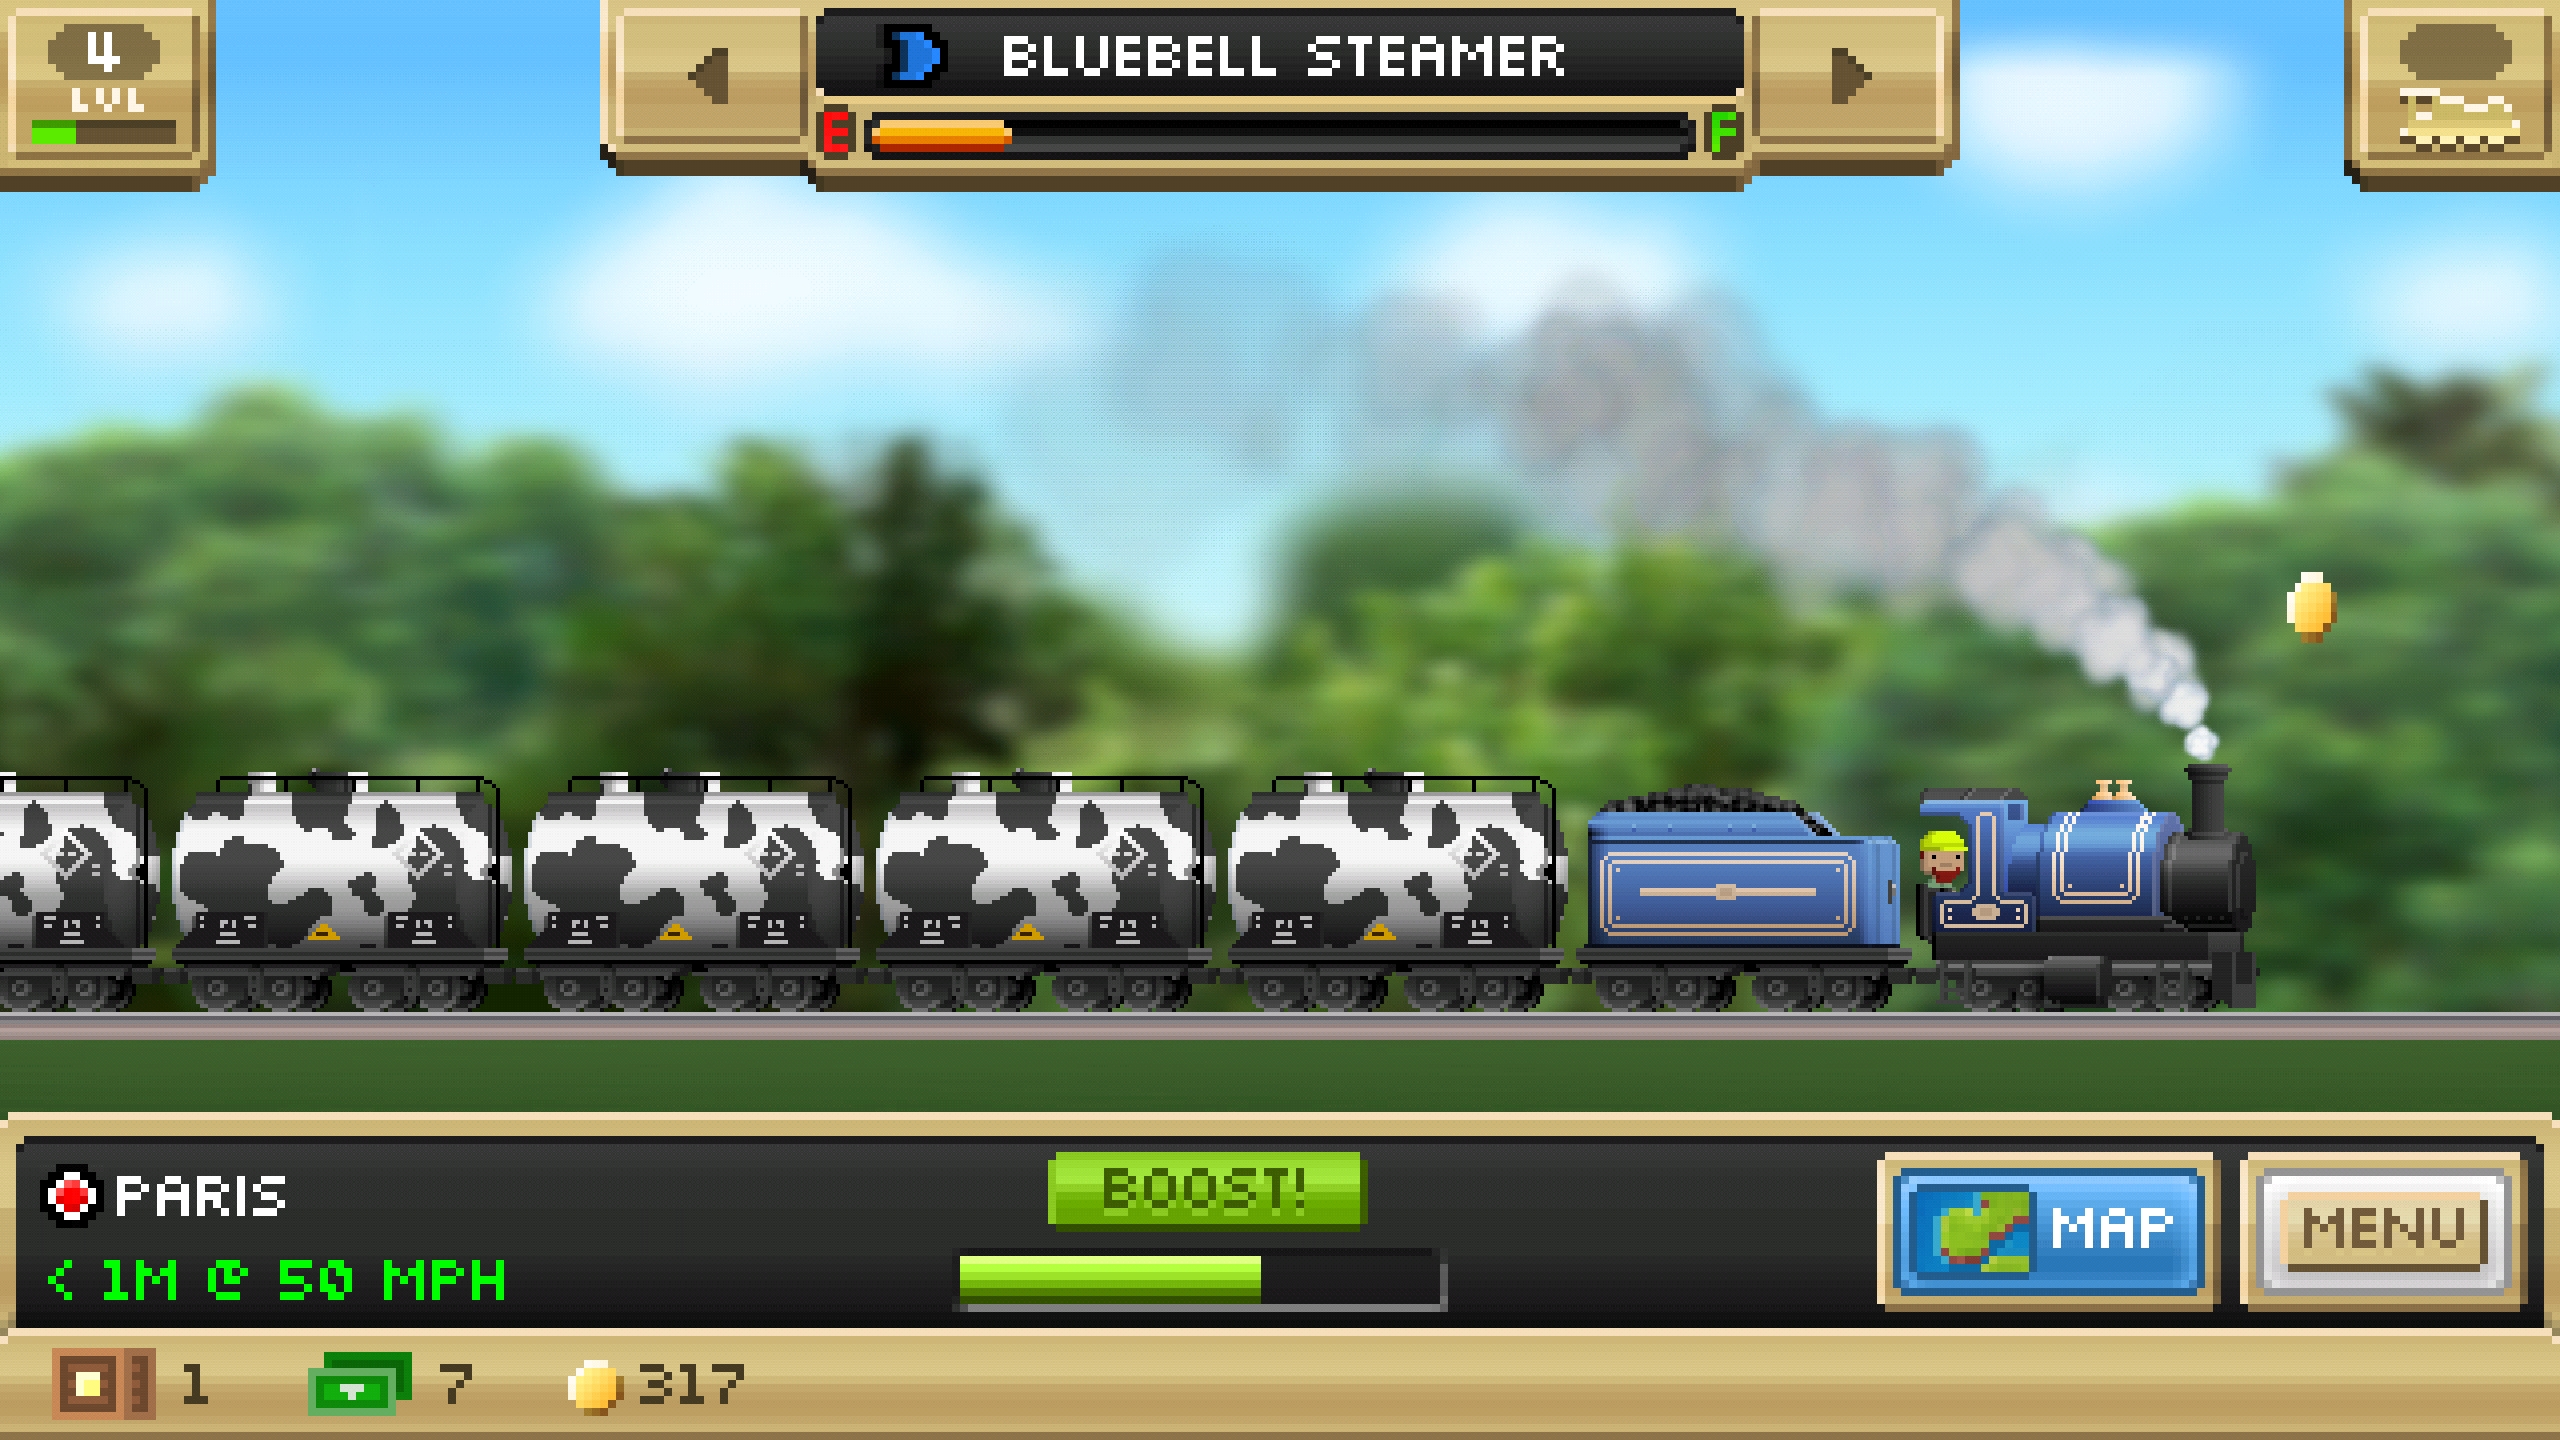 4
LVL
BLUEBELL STEAMER
E F
PARIS
BOOST!
< 1M @ 50 MPH
MAP
MENU
1 7 317